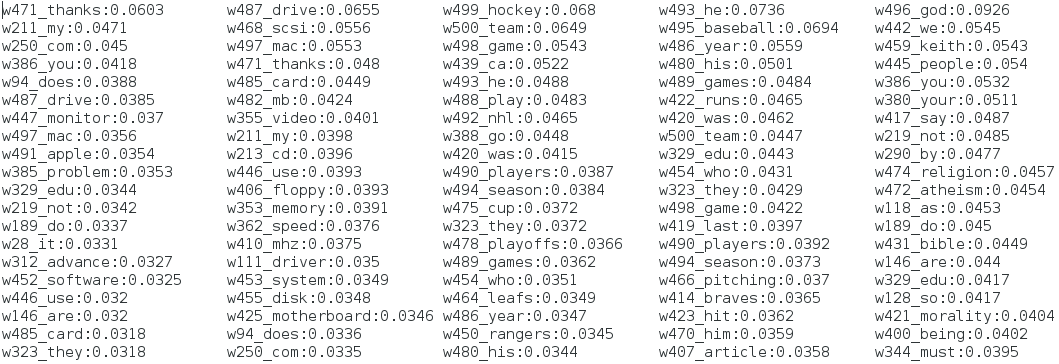 w471_thanks:0.0603 w487_drive:0.0655 w499_hockey:0.068 w493_he:0.0736 w496_god:0.0926
w211_my:0.0471 w468_scsi:0.0556 w500_team:0.0649 w495_baseball:0.0694 w442_we:0.0545
w250_com:0.045 w497_mac:0.0553 w498_game:0.0543 w486_year:0.0559 w459_keith:0.0543
w386_you:0.0418 w471_thanks:0.048 w439_ca:0.0522 w480_his:0.0501 w445_people:0.054
w94_does:0.0388 w485_card:0.0449 w493_he:0.0488 w489_games:0.0484 w386_you:0.0532
w487_drive:0.0385 w482_mb:0.0424 w488_play:0.0483 w422_runs:0.0465 w380_your:0.0511
w447_monitor:0.037 w355_video:0.0401 w492_nhl:0.0465 w420_was:0.0462 w417_say:0.0487
w497_mac:0.0356 w211_my:0.0398 w388_go:0.0448 w500_team:0.0447 w219_not:0.0485
w491_apple:0.0354 w213_cd:0.0396 w420_was:0.0415 w329_edu:0.0443 w290_by:0.0477
w385_problem:0.0353 w446_use:0.0393 w490_players:0.0387 w454_who:0.0431 w474_religion:0.0457
w329_edu:0.0344 w406_floppy:0.0393 w494_season:0.0384 w323_they:0.0429 w472_atheism:0.0454
w219_not:0.0342 w353_memory:0.0391 w475_cup:0.0372 w498_game:0.0422 w118_as:0.0453
w189_do:0.0337 w362_speed:0.0376 w323_they:0.0372 w419_last:0.0397 w189_do:0.045
w28_it:0.0331 w410_mhz:0.0375 w478_playoffs:0.0366 w490_players:0.0392 w431_bible:0.0449
w312_advance:0.0327 w111_driver:0.035 w489_games:0.0362 w494_season:0.0373 w146_are:0.044
w452_software:0.0325 w453_system:0.0349 w454_who:0.0351 w466_pitching:0.037 w329_edu:0.0417
w446_use:0.032 w455_disk:0.0348 w464_leafs:0.0349 w414_braves:0.0365 w128_so:0.0417
w146_are:0.032 w425_motherboard:0.0346 w486_year:0.0347 w423_hit:0.0362 w421_morality:0.0404
w485_card:0.0318 w94_does:0.0336 w450_rangers:0.0345 w470_him:0.0359 w400_being:0.0402
w323_they:0.0318 w250_com:0.0335 w480_his:0.0344 w407_article:0.0358 w344_must:0.0395